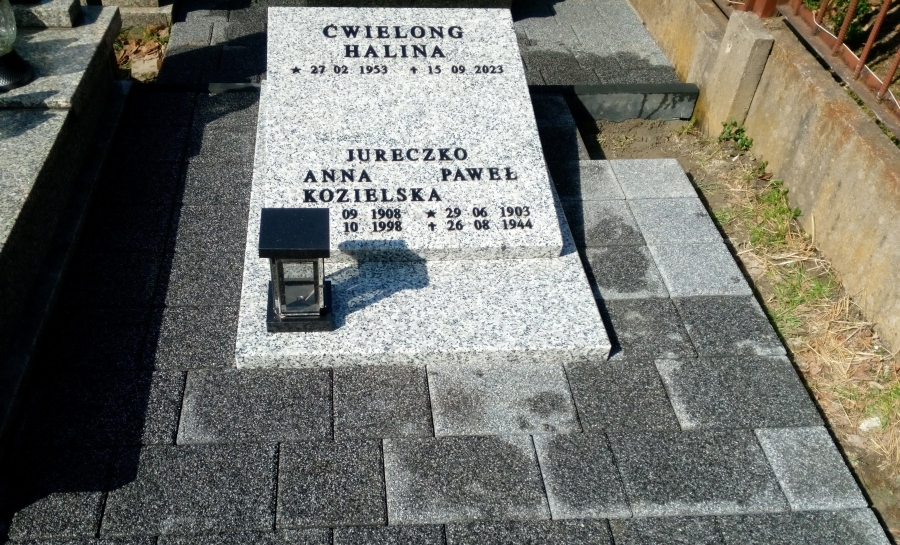 ĆWIELONG
HALINA
★ 27 02 1953 ✝ 15 09 2023
JURECZKO
ANNA PAWEŁ
KOZIELSKA
09 1908 ★ 29 06 1903
10 1998 ✝ 26 08 1944